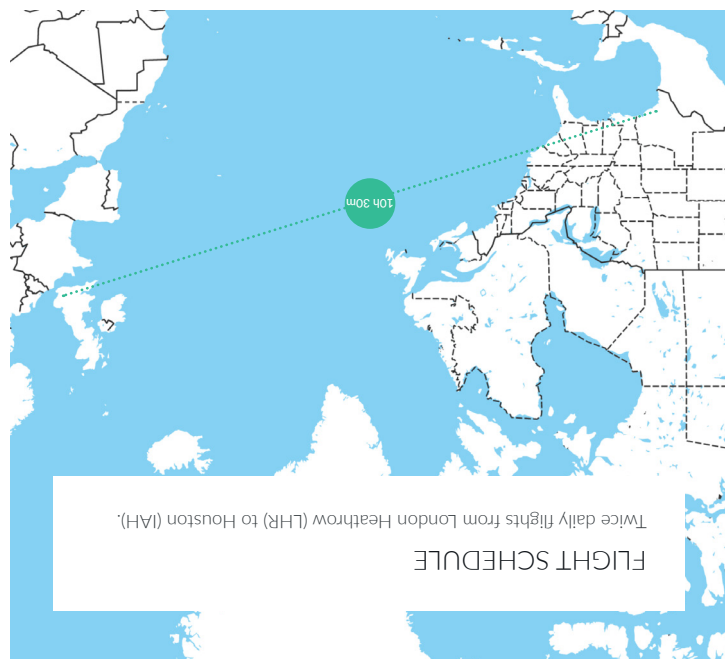 FLIGHT SCHEDULE
Twice daily flights from London Heathrow (LHR) to Houston (IAH).
10h 30m